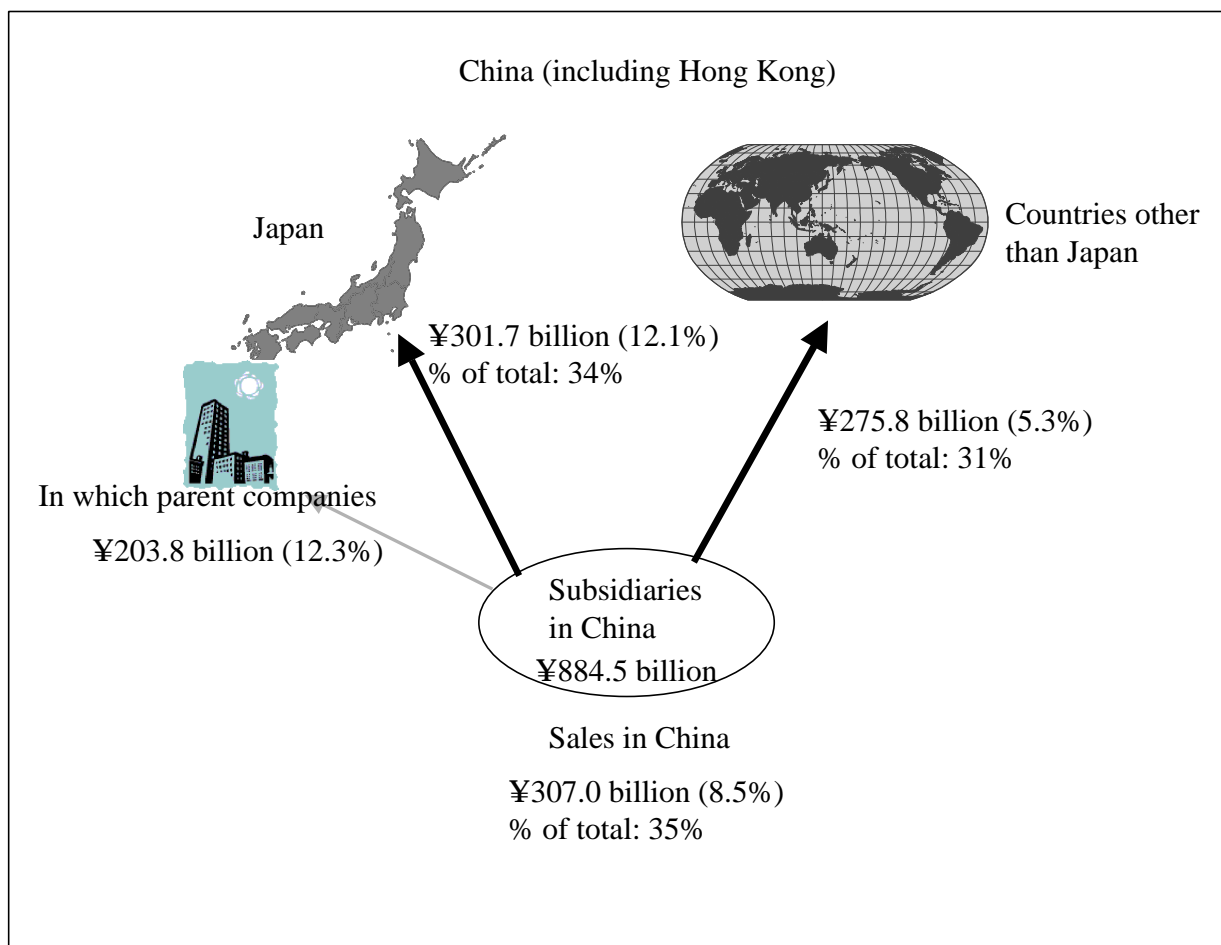 China (including Hong Kong)
Japan
Countries other
than Japan
¥301.7 billion (12.1%)
% of total: 34%
¥275.8 billion (5.3%)
% of total: 31%
In which parent companies
¥203.8 billion (12.3%)
Subsidiaries
in China
¥884.5 billion
Sales in China
¥307.0 billion (8.5%)
% of total: 35%